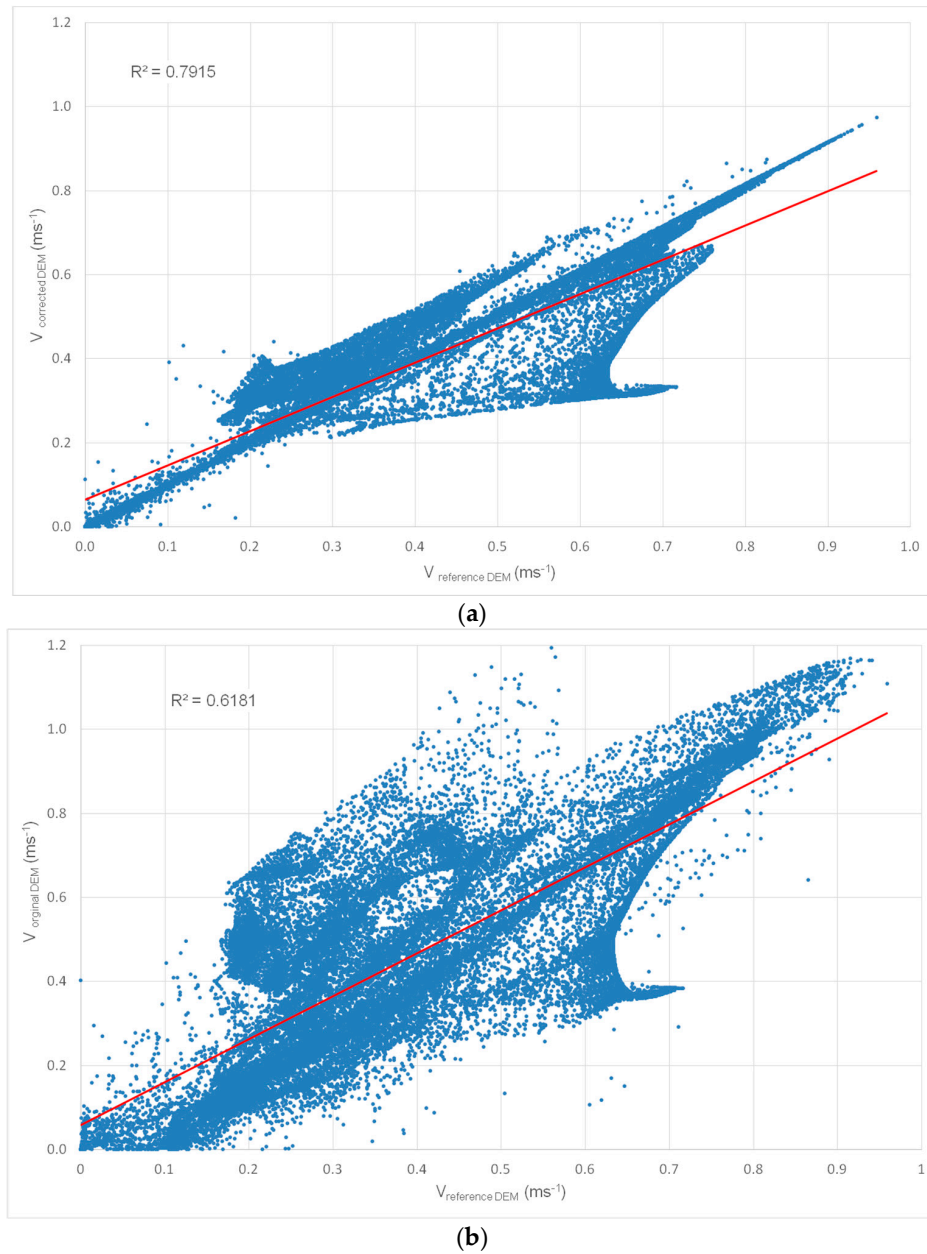 1.2
R² = 0.7915
1.0
0.8
0.6
0.4
0.2
0.0
V corrected DEM (ms⁻¹)
0.0 0.1 0.2 0.3 0.4 0.5 0.6 0.7 0.8 0.9 1.0
V reference DEM (ms⁻¹)
(a)
1.2
R² = 0.6181
1.0
0.8
0.6
0.4
0.2
0.0
V orginal DEM (ms⁻¹)
0 0.1 0.2 0.3 0.4 0.5 0.6 0.7 0.8 0.9 1
V reference DEM (ms⁻¹)
(b)